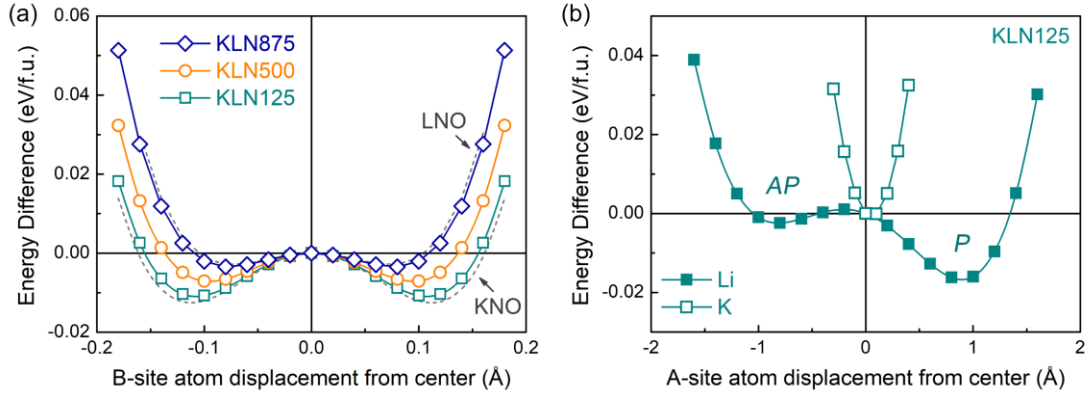 (a)
0.06
0.04
0.02
0.00
-0.02
Energy Difference (eV/f.u.)
KLN875
KLN500
KLN125
LNO
KNO
-0.2
-0.1
0.0
0.1
0.2
B-site atom displacement from center (Å)
(b)
0.04
0.02
0.00
-0.02
Energy Difference (eV/f.u.)
KLN125
AP
P
Li
K
-2
-1
0
1
2
A-site atom displacement from center (Å)